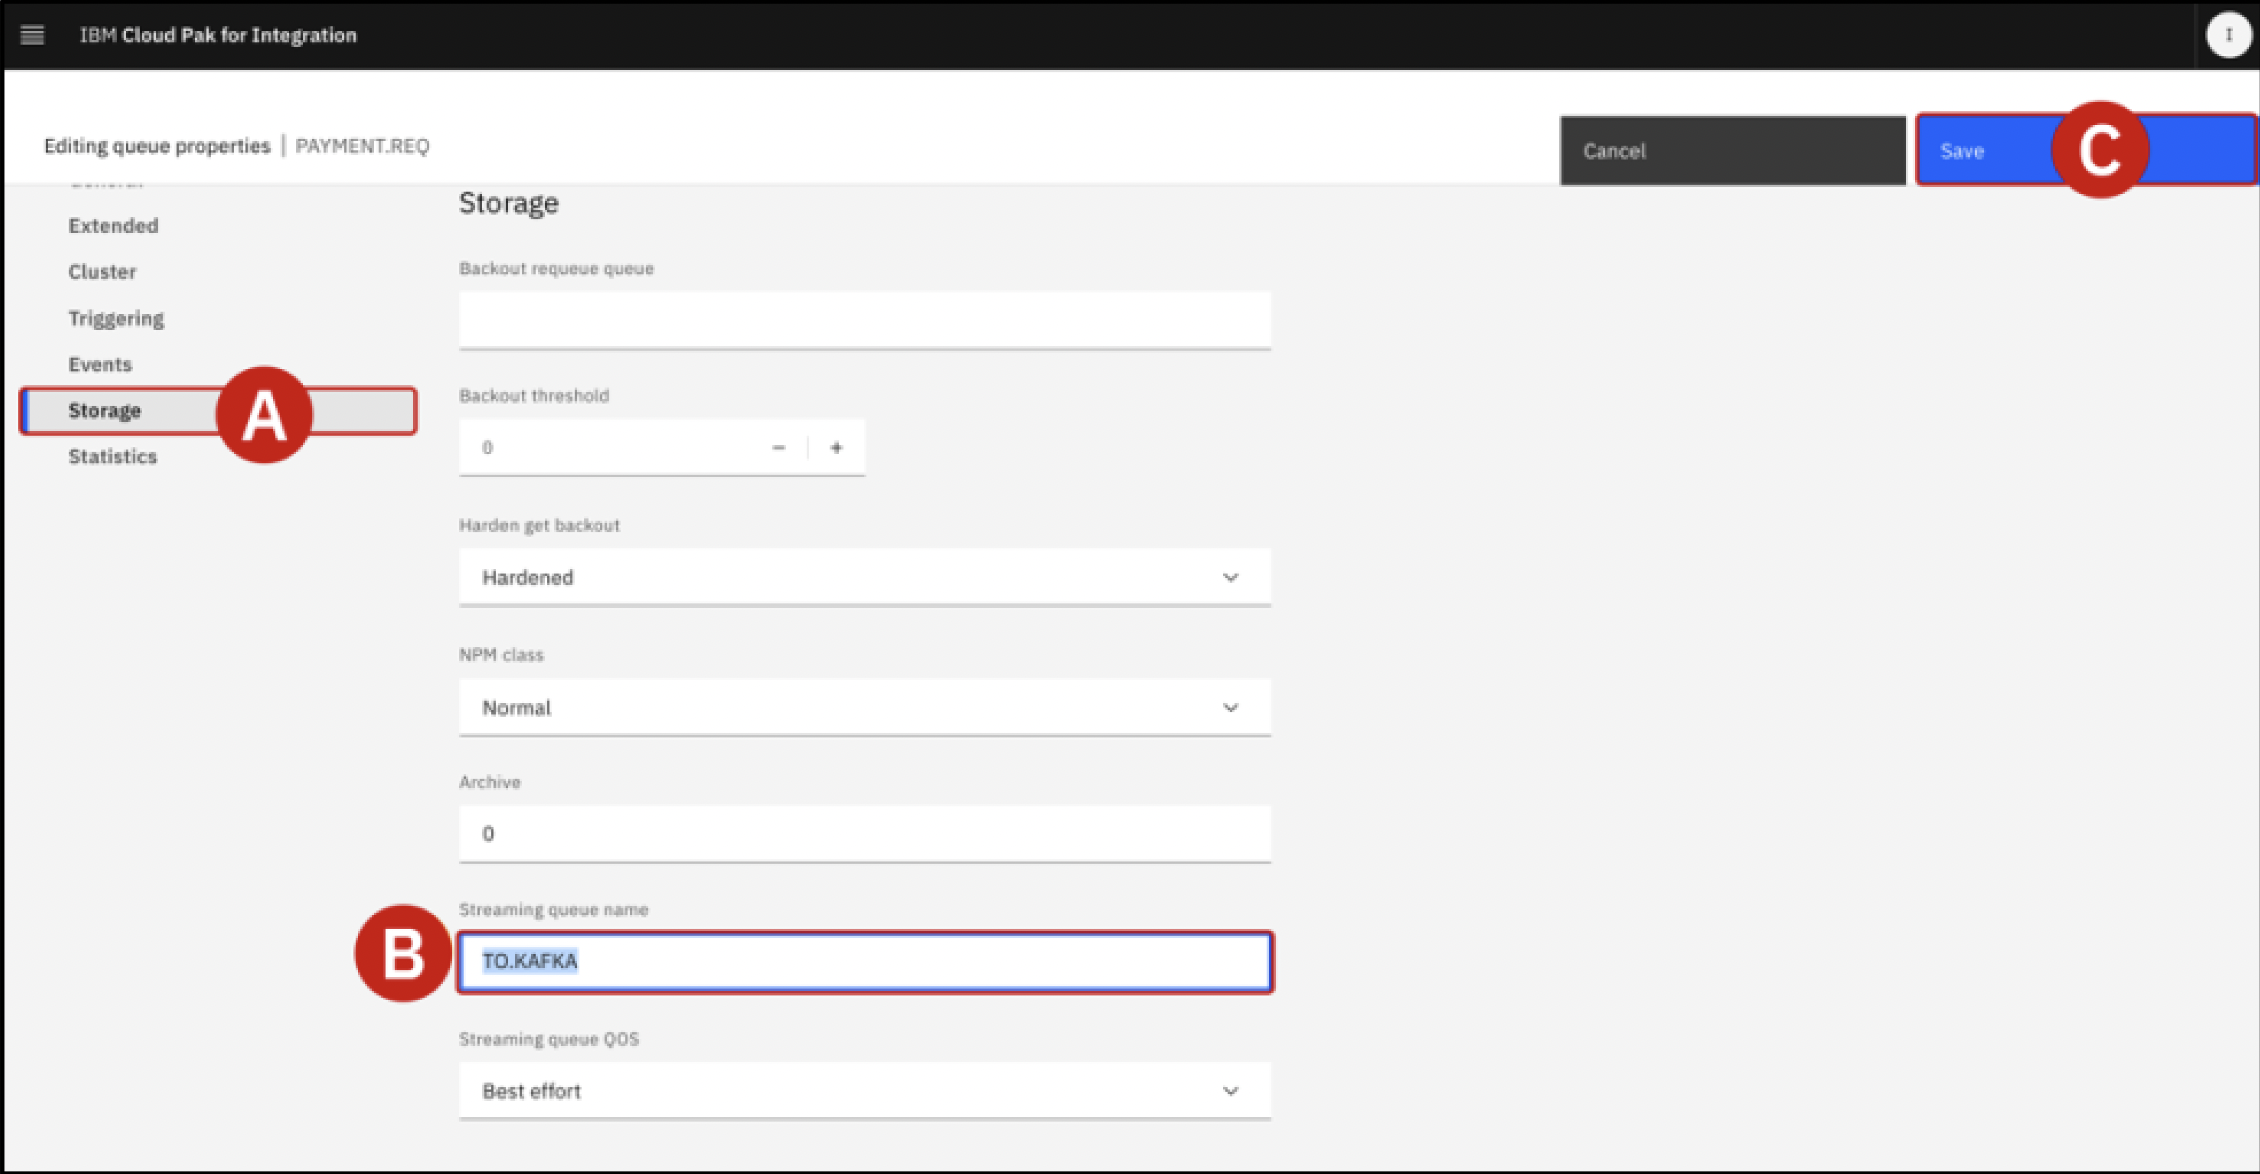 IBM Cloud Pak for Integration
I
Editing queue properties | PAYMENT.REQ
Cancel
Save
C
General
Extended
Cluster
Triggering
Events
Storage
A
Statistics
Storage
Backout requeue queue
Backout threshold
0
Harden get backout
Hardened
NPM class
Normal
Archive
0
Streaming queue name
B
TO.KAFKA
Streaming queue QOS
Best effort